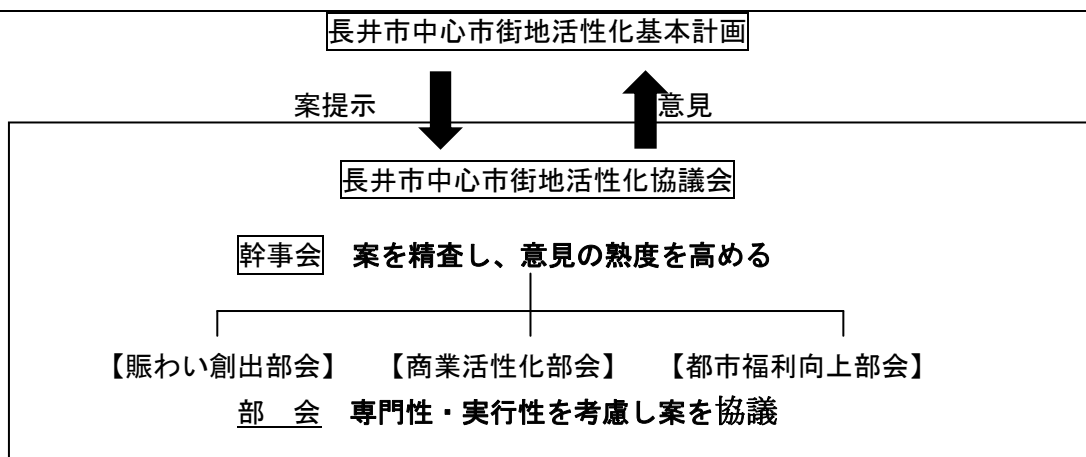 長井市中心市街地活性化基本計画
案提示 意見
長井市中心市街地活性化協議会
幹事会 案を精査し、意見の熟度を高める
【賑わい創出部会】 【商業活性化部会】 【都市福利向上部会】
部 会 専門性・実行性を考慮し案を協議